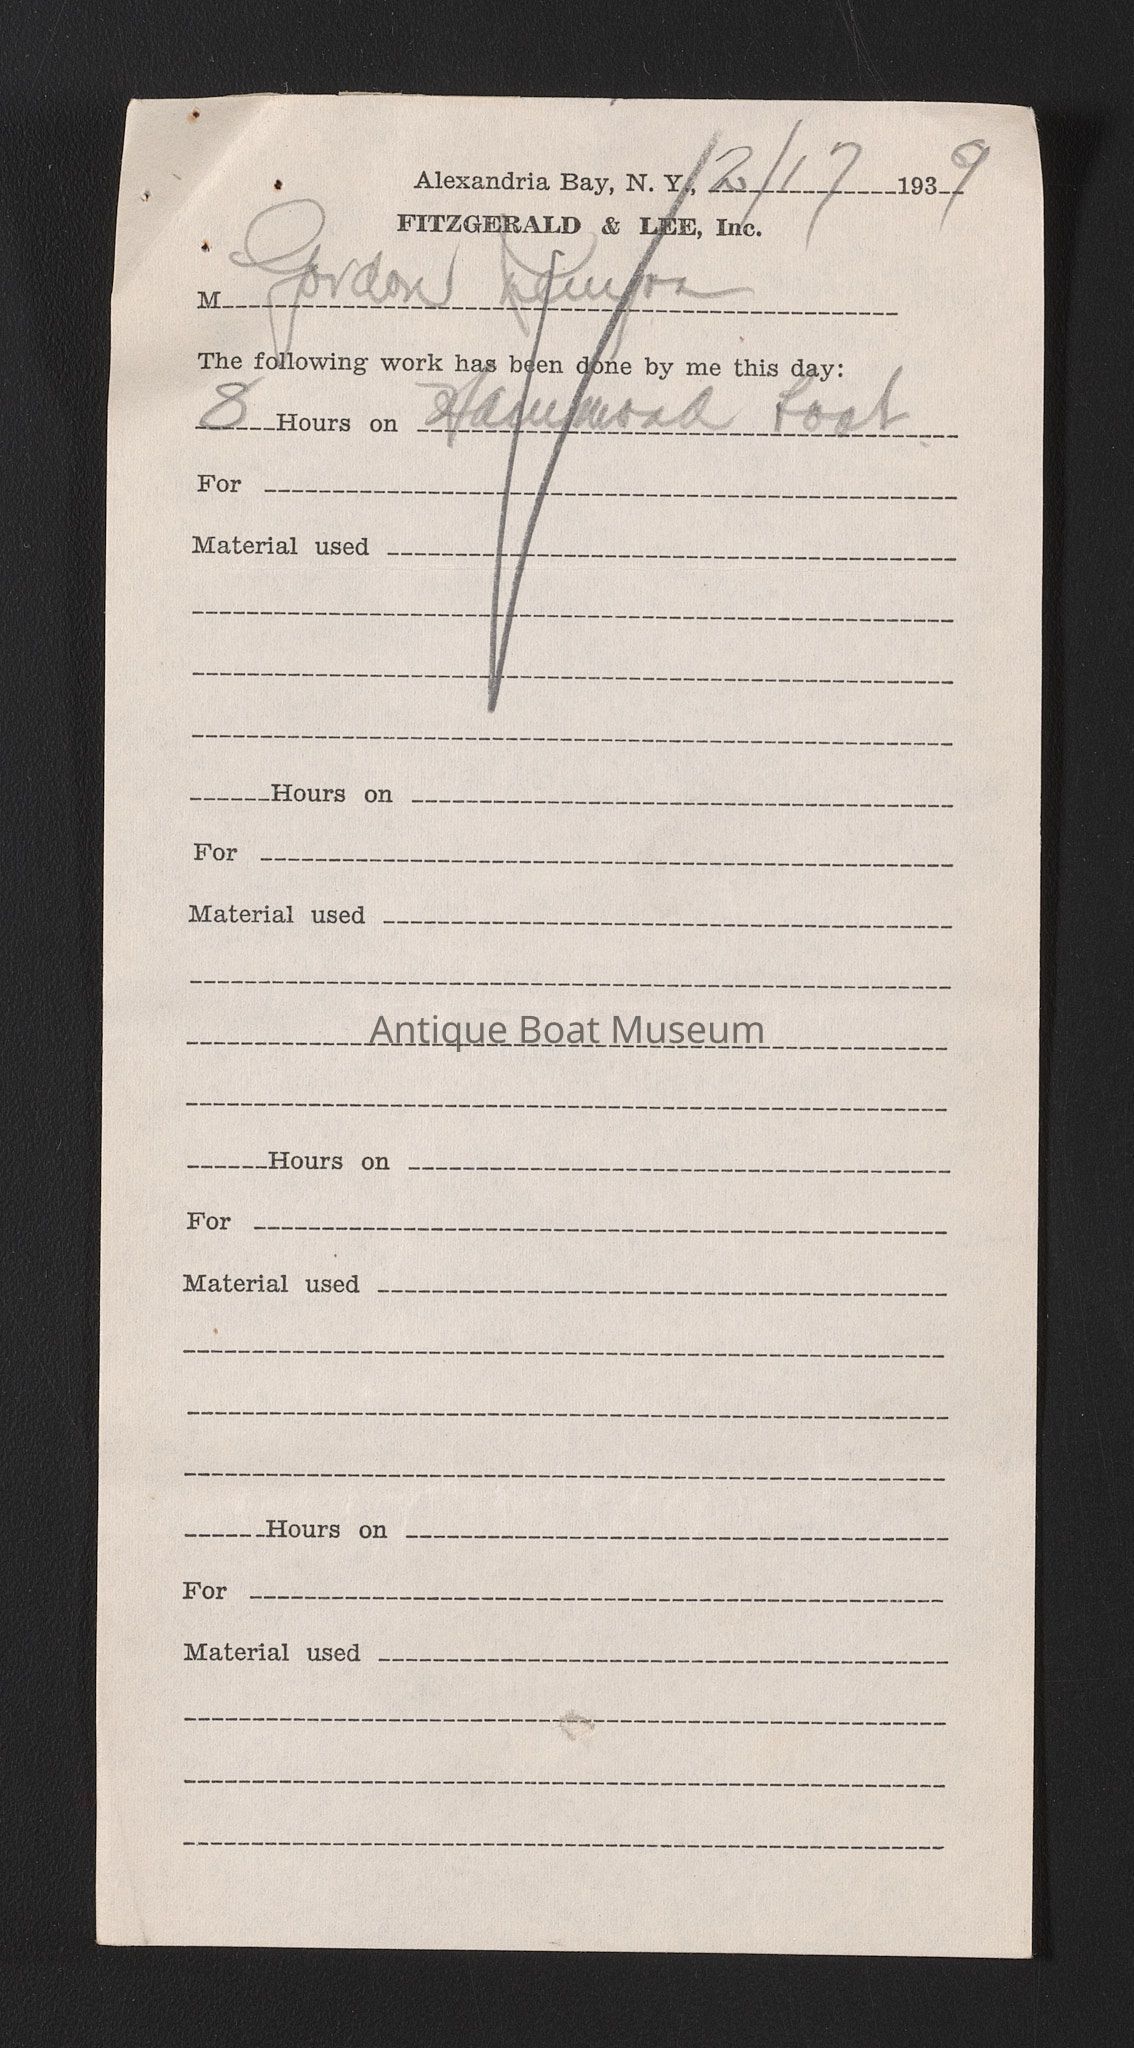 Alexandria Bay, N. Y., 2/17 1939
FITZGERALD & LEE, Inc.
M Gordon
The following work has been done by me this day:
8 Hours on Hammond boat
For
Material used
Hours on
For
Material used
Antique Boat Museum
Hours on
For
Material used
Hours on
For
Material used